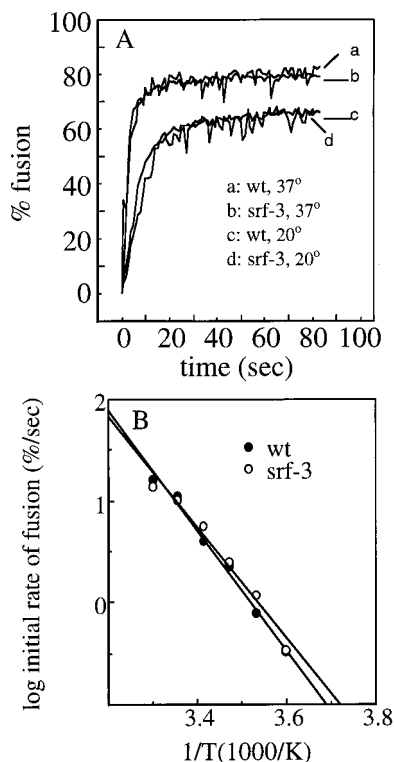 100
A
80
60
40
20
0
% fusion
a
b
c
d
a: wt, 37°
b: srf-3, 37°
c: wt, 20°
d: srf-3, 20°
0 20 40 60 80 100
time (sec)
2
B
1
0
log initial rate of fusion (%/sec)
wt
srf-3
3.4 3.6 3.8
1/T(1000/K)